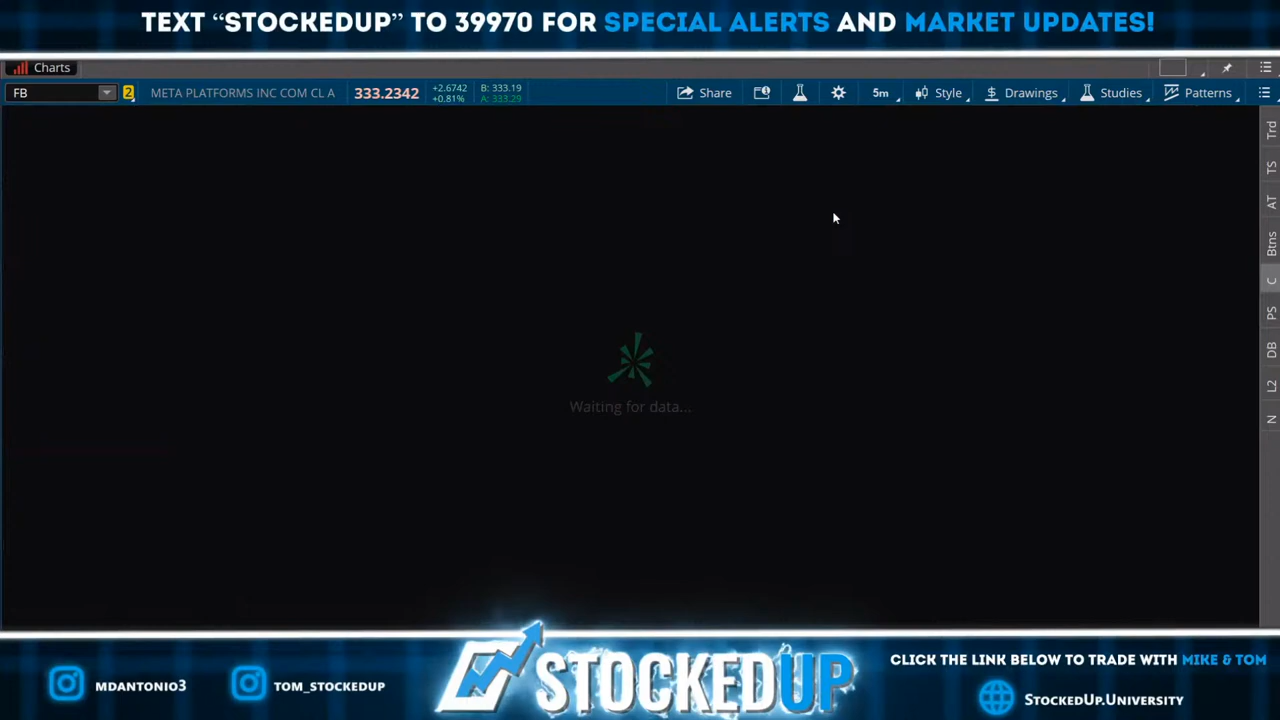 TEXT “STOCKEDUP” TO 39970 FOR SPECIAL ALERTS AND MARKET UPDATES!
Charts
FB 2 META PLATFORMS INC COM CL A 333.2342 +2.6742 B: 333.19 Share 5m Style $ Drawings Studies Patterns
+0.81% A: 333.29
Trd
TS
AT
Btns
C
PS
DB
L2
N
Waiting for data...
MDANTONIO3
TOM_STOCKEDUP
STOCKEDUP
CLICK THE LINK BELOW TO TRADE WITH MIKE & TOM
STOCKEDUP.UNIVERSITY